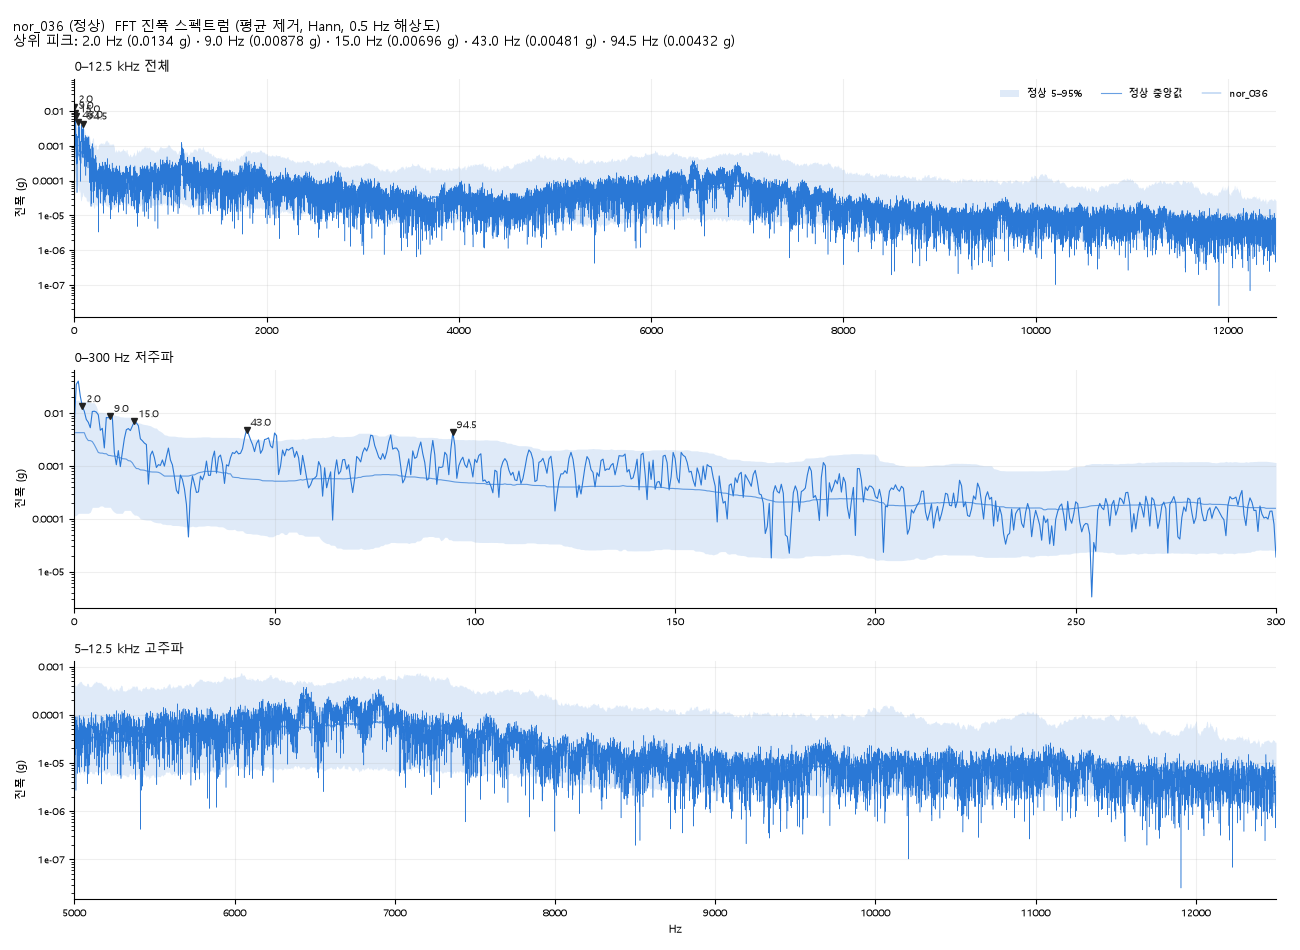 nor_036 (정상)  FFT 진폭 스펙트럼 (평균 제거, Hann, 0.5 Hz 해상도)
상위 피크: 2.0 Hz (0.0134 g) · 9.0 Hz (0.00878 g) · 15.0 Hz (0.00696 g) · 43.0 Hz (0.00481 g) · 94.5 Hz (0.00432 g)
0–12.5 kHz 전체
정상 5–95%
정상 중앙값
nor_036
2.0
94.5
진폭 (g)
0.01
0.001
0.0001
1e-05
1e-06
1e-07
0 2000 4000 6000 8000 10000 12000
0–300 Hz 저주파
2.0 9.0 15.0 43.0 94.5
진폭 (g)
0.01
0.001
0.0001
1e-05
0 50 100 150 200 250 300
5–12.5 kHz 고주파
진폭 (g)
0.001
0.0001
1e-05
1e-06
1e-07
5000 6000 7000 8000 9000 10000 11000 12000
Hz